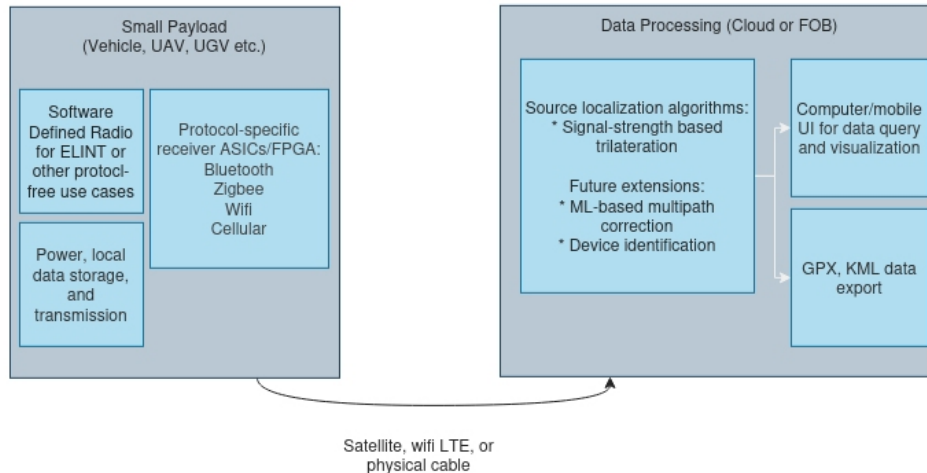 Small Payload
(Vehicle, UAV, UGV etc.)
Software
Defined Radio
for ELINT or
other protocl-
free use cases
Protocol-specific
receiver ASICs/FPGA:
Bluetooth
Zigbee
Wifi
Cellular
Power, local
data storage,
and
transmission
Data Processing (Cloud or FOB)
Source localization algorithms:
* Signal-strength based
trilateration
Future extensions:
* ML-based multipath
correction
* Device identification
Computer/mobile
UI for data query
and visualization
GPX, KML data
export
Satellite, wifi LTE, or
physical cable